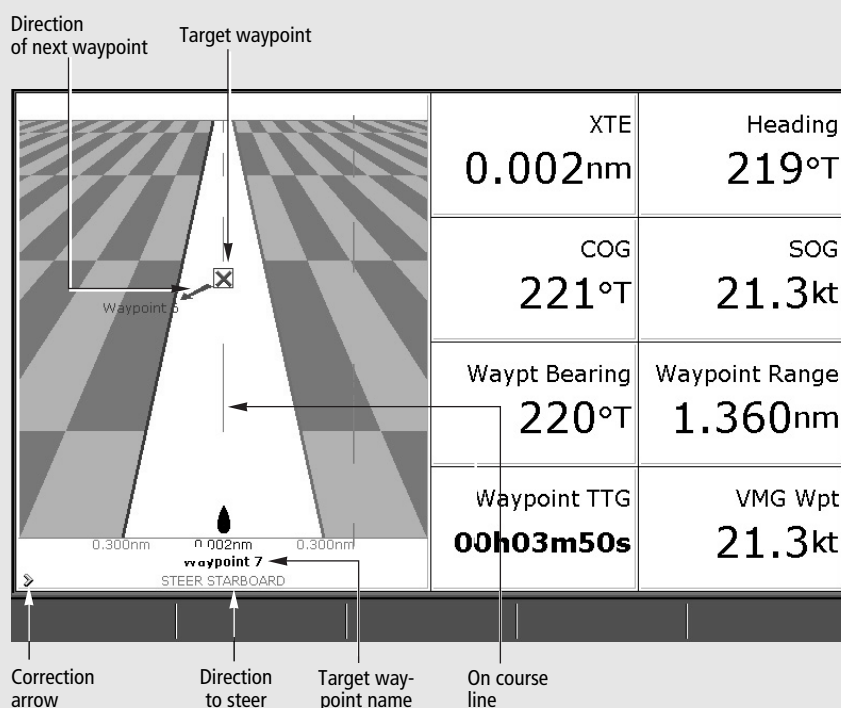 Direction
of next waypoint
Target waypoint
XTE
0.002nm
Heading
219°T
COG
221°T
SOG
21.3kt
Waypoint 6
Waypt Bearing
220°T
Waypoint Range
1.360nm
Waypoint TTG
00h03m50s
VMG Wpt
21.3kt
0.300nm 0.002nm 0.300nm
Waypoint 7
STEER STARBOARD
Correction
arrow
Direction
to steer
Target way-
point name
On course
line